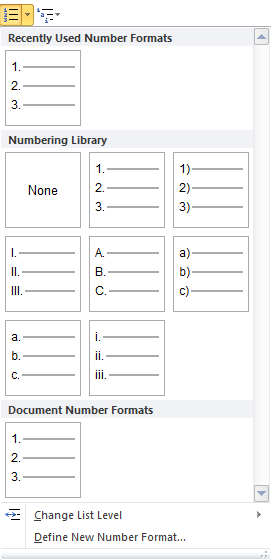 Recently Used Number Formats
1.
2.
3.
Numbering Library
None
1.
2.
3.
1)
2)
3)
I.
II.
III.
A.
B.
C.
a)
b)
c)
a.
b.
c.
i.
ii.
iii.
Document Number Formats
1.
2.
3.
Change List Level
Define New Number Format...